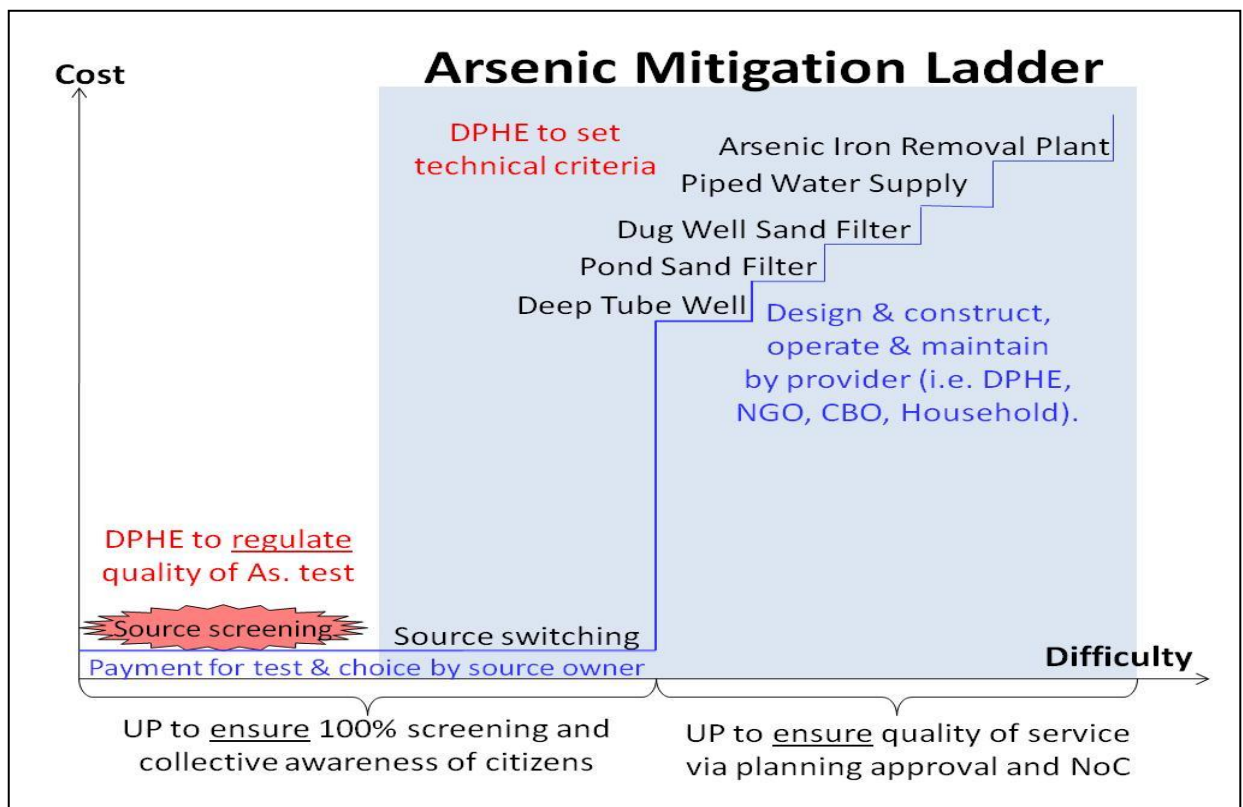 Arsenic Mitigation Ladder
Cost
DPHE to set
technical criteria
Arsenic Iron Removal Plant
Piped Water Supply
Dug Well Sand Filter
Pond Sand Filter
Deep Tube Well
Design & construct,
operate & maintain
by provider (i.e. DPHE,
NGO, CBO, Household).
DPHE to regulate
quality of As. test
Source screening
Source switching
Payment for test & choice by source owner
Difficulty
UP to ensure 100% screening and
collective awareness of citizens
UP to ensure quality of service
via planning approval and NoC